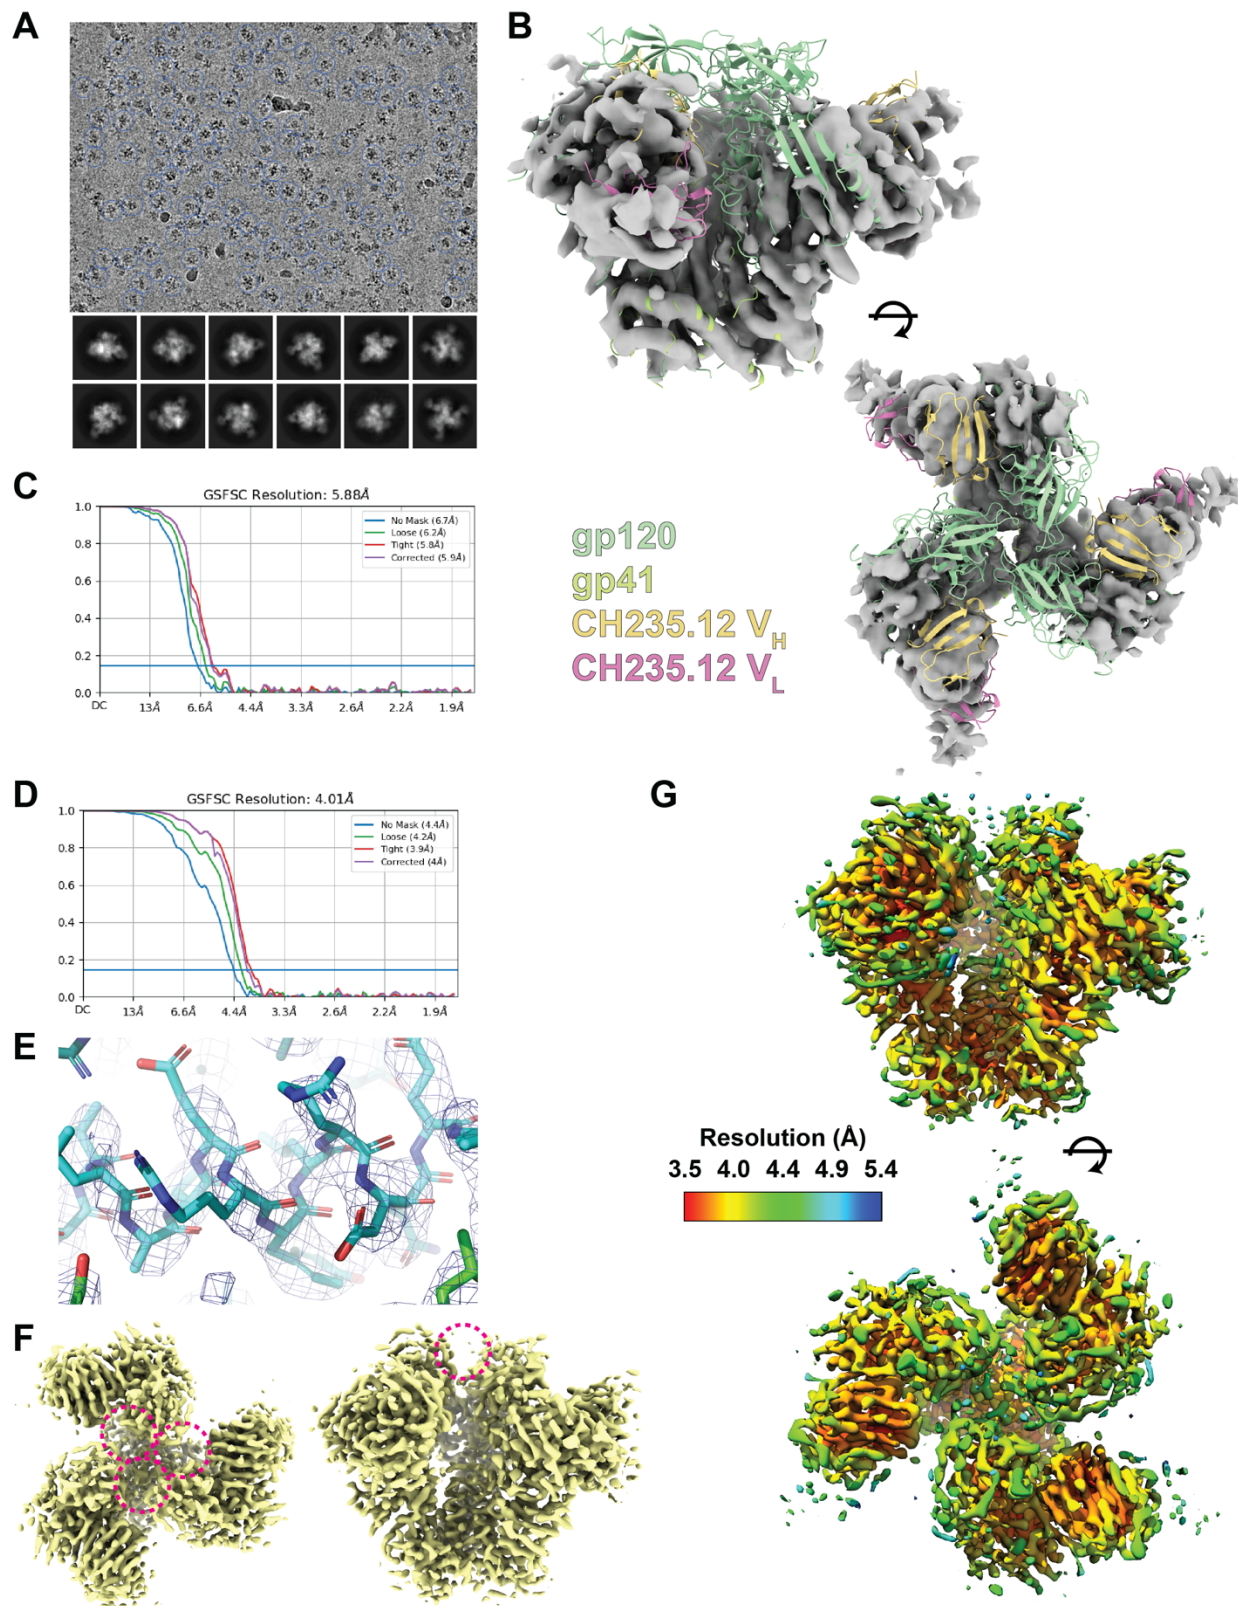 A
B
C
GSFSC Resolution: 5.88Å
1.0
0.8
0.6
0.4
0.2
0.0
No Mask (6.7Å)
Loose (6.2Å)
Tight (5.8Å)
Corrected (5.9Å)
DC 13Å 6.6Å 4.4Å 3.3Å 2.6Å 2.2Å 1.9Å
gp120
gp41
CH235.12 VH
CH235.12 VL
D
GSFSC Resolution: 4.01Å
1.0
0.8
0.6
0.4
0.2
0.0
No Mask (4.4Å)
Loose (4.2Å)
Tight (3.9Å)
Corrected (4Å)
DC 13Å 6.6Å 4.4Å 3.3Å 2.6Å 2.2Å 1.9Å
E
F
G
Resolution (Å)
3.5 4.0 4.4 4.9 5.4